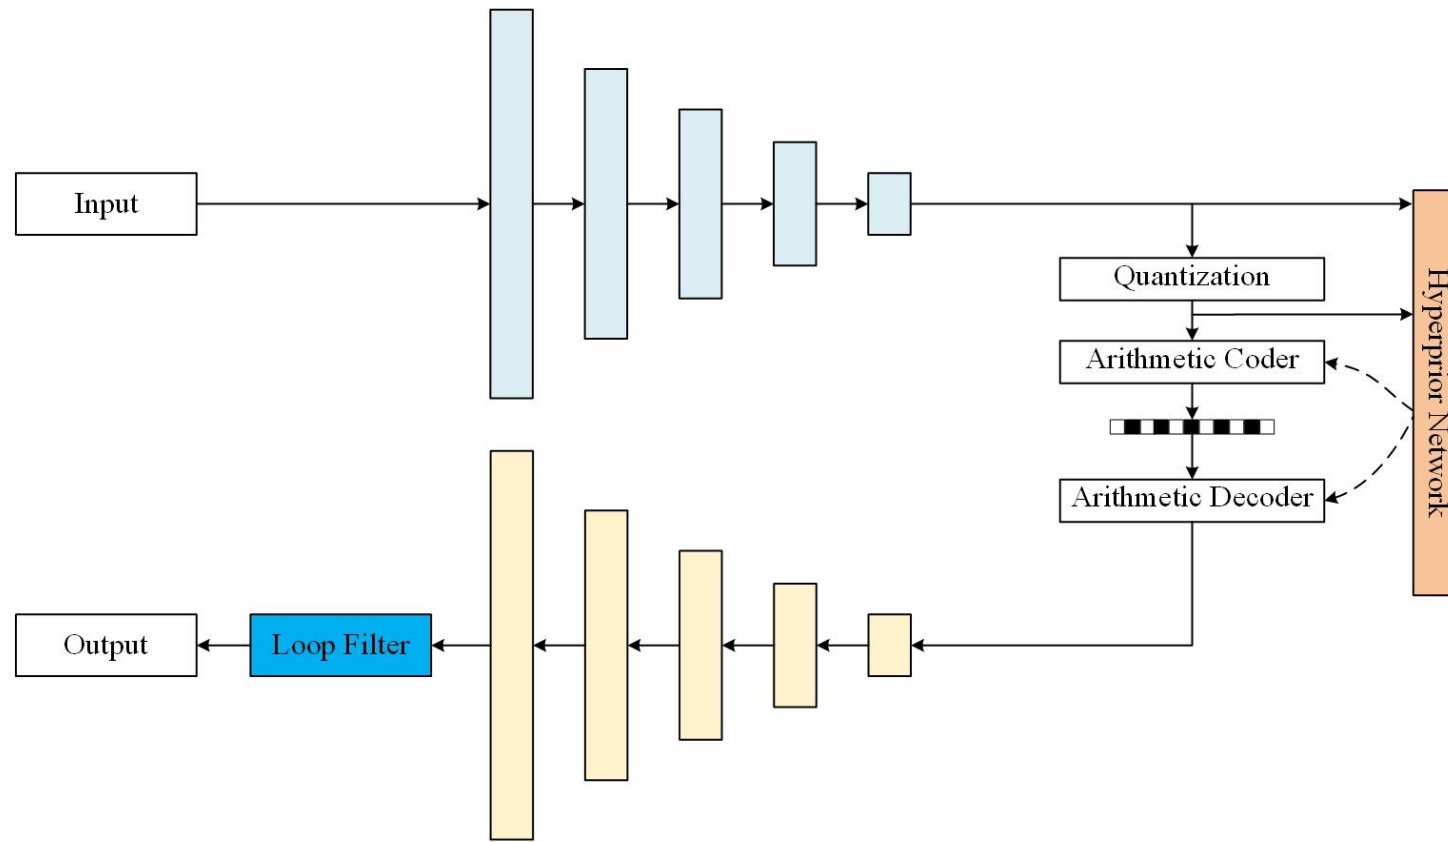 Input
Quantization
Arithmetic Coder
Hyperprior Network
Arithmetic Decoder
Output
Loop Filter